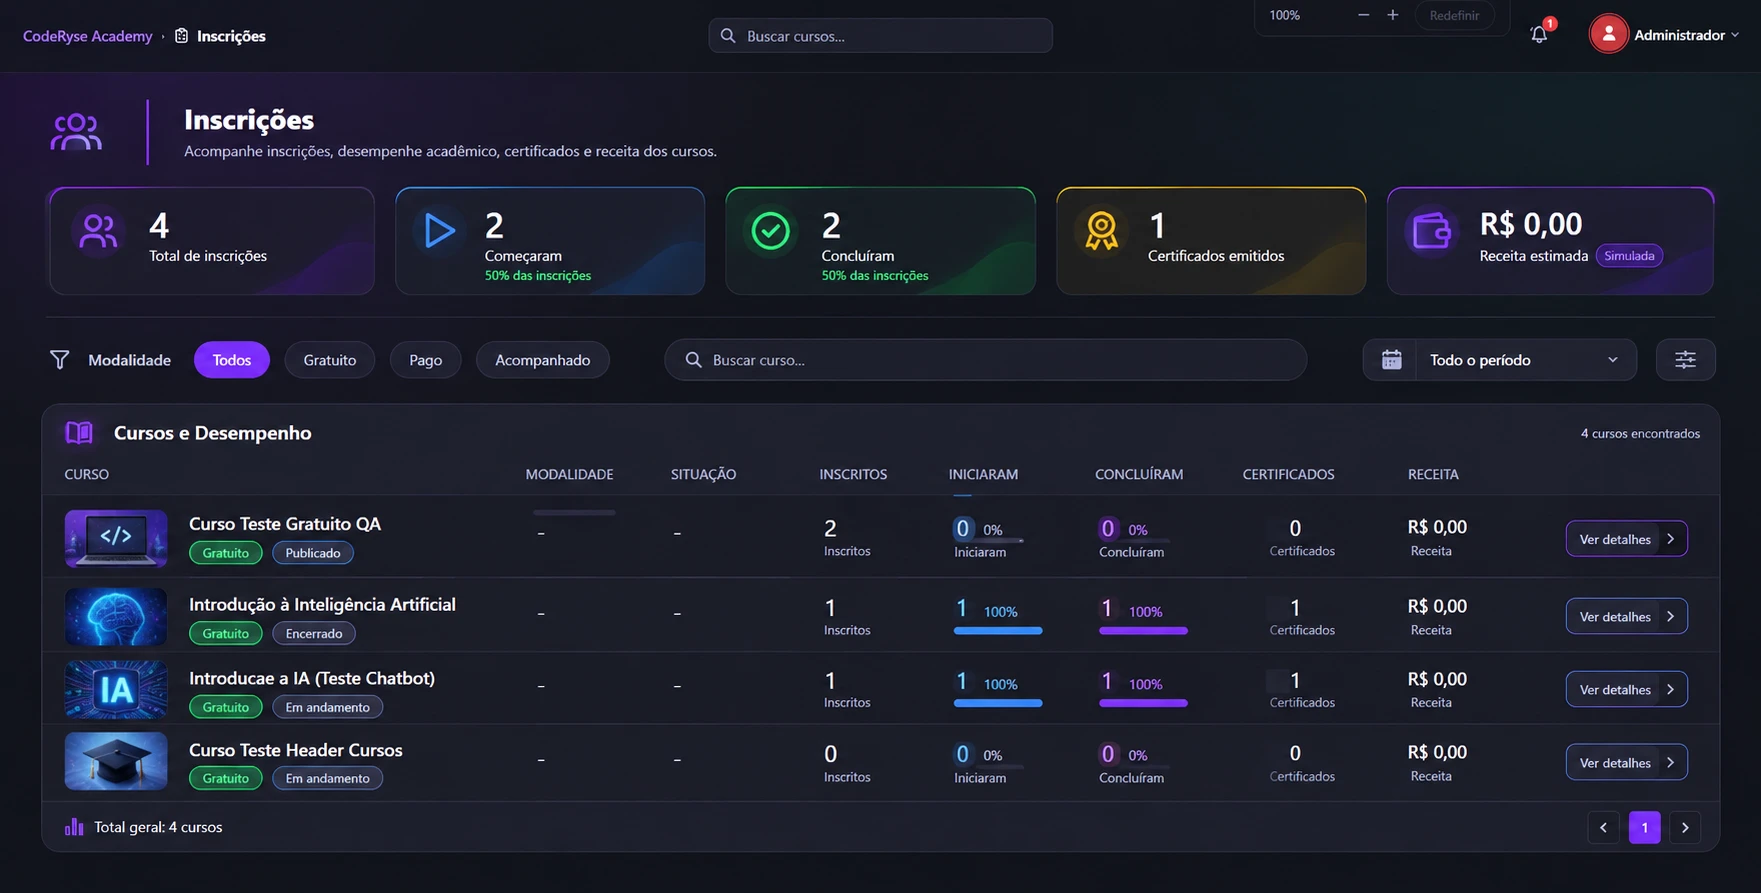 CodeRyse Academy › Inscrições
Buscar cursos...
100% − + Redefinir
1
Administrador
Inscrições
Acompanhe inscrições, desempenhe acadêmico, certificados e receita dos cursos.
4
Total de inscrições
2
Começaram
50% das inscrições
2
Concluíram
50% das inscrições
1
Certificados emitidos
R$ 0,00
Receita estimada Simulada
Modalidade Todos Gratuito Pago Acompanhado
Buscar curso...
Todo o período
Cursos e Desempenho
4 cursos encontrados
CURSO MODALIDADE SITUAÇÃO INSCRITOS INICIARAM CONCLUÍRAM CERTIFICADOS RECEITA
</>
Curso Teste Gratuito QA
Gratuito Publicado
– –
2 0 0% 0 0% 0 R$ 0,00
Inscritos Iniciaram Concluíram Certificados Receita
Ver detalhes
Introdução à Inteligência Artificial
Gratuito Encerrado
– –
1 1 100% 1 100% 1 R$ 0,00
Inscritos Certificados Receita
Ver detalhes
IA
Introducae a IA (Teste Chatbot)
Gratuito Em andamento
– –
1 1 100% 1 100% 1 R$ 0,00
Inscritos Certificados Receita
Ver detalhes
Curso Teste Header Cursos
Gratuito Em andamento
– –
0 0 0% 0 0% 0 R$ 0,00
Inscritos Iniciaram Concluíram Certificados Receita
Ver detalhes
Total geral: 4 cursos
‹ 1 ›